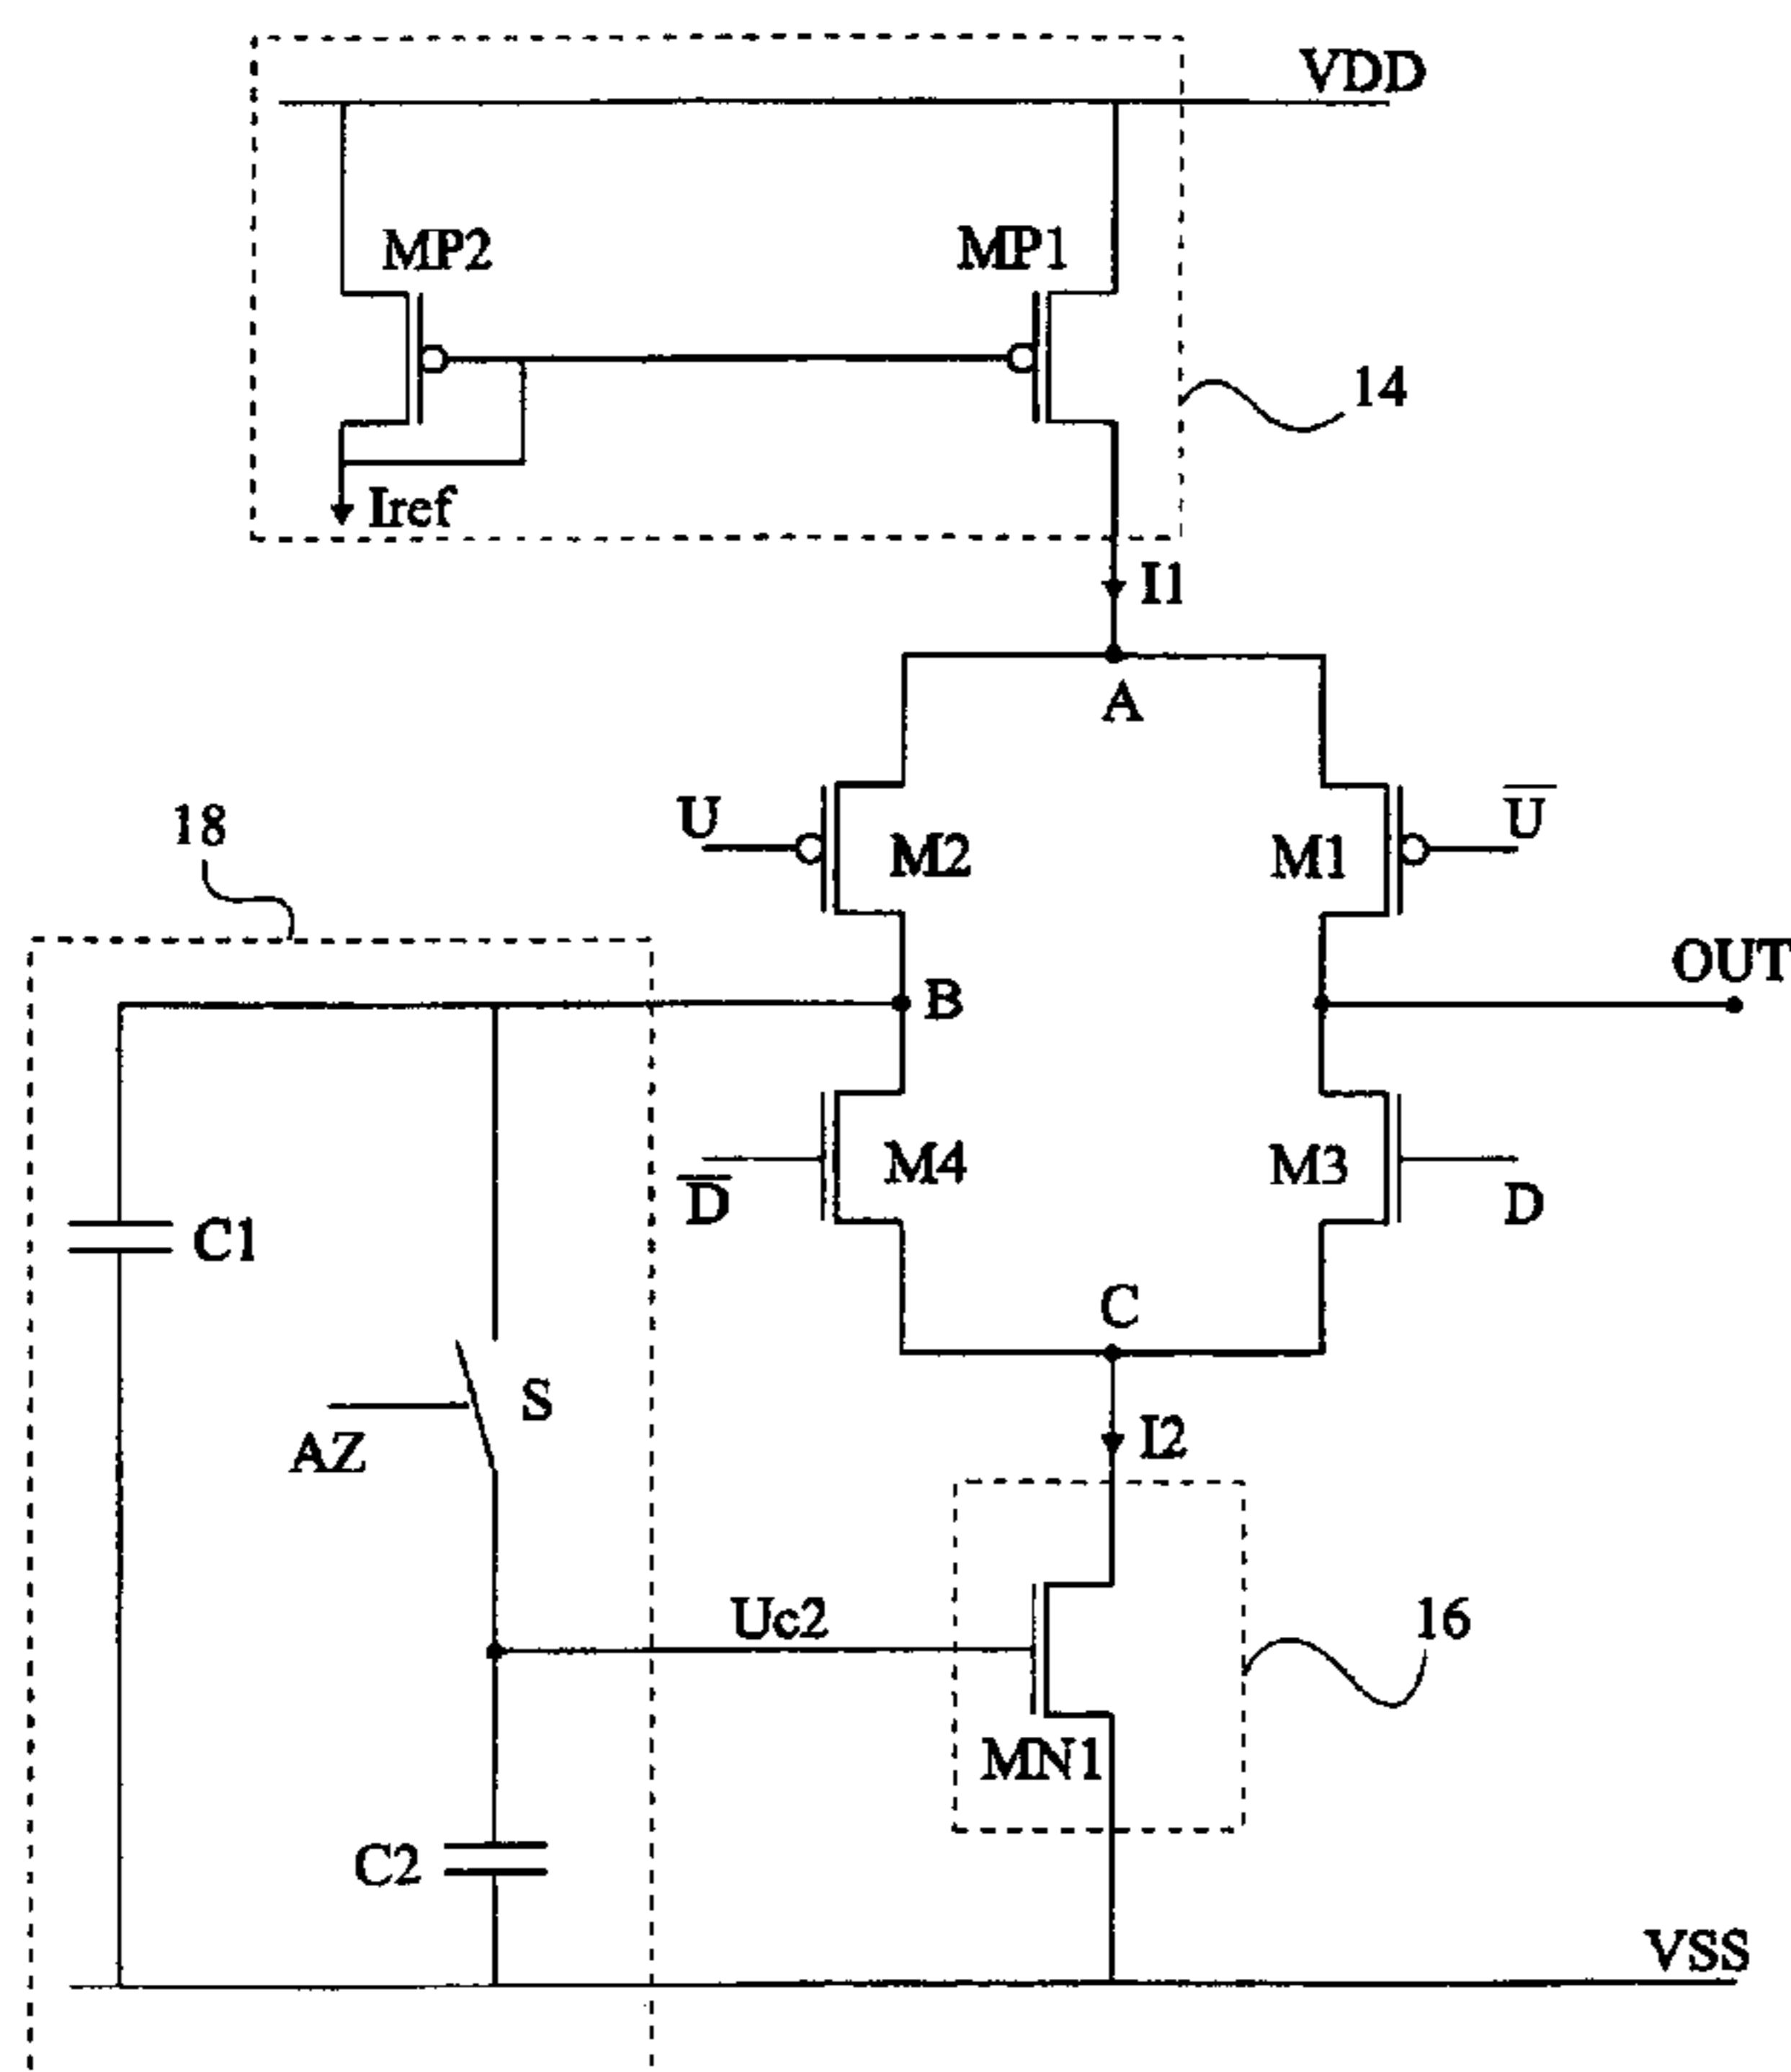 VDD
MP2
MP1
14
Iref
I1
A
U
M2
M1
U̅
18
B
OUT
D̅
M4
M3
D
C1
C
AZ
S
I2
Uc2
16
MN1
C2
VSS